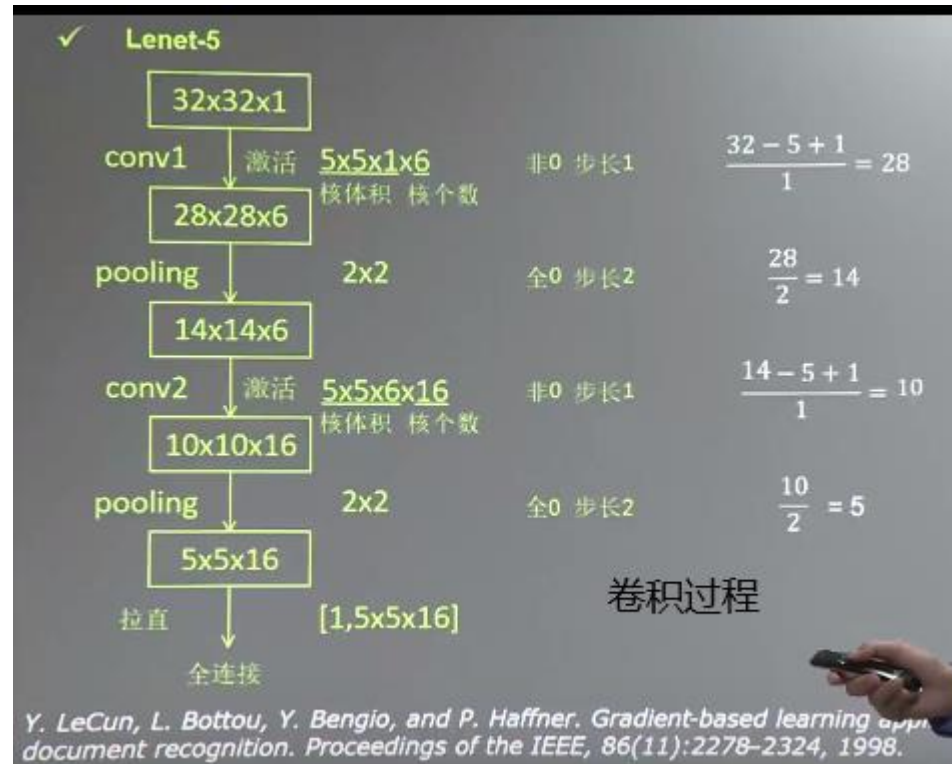 ✓ Lenet-5
32x32x1
conv1 激活 5x5x1x6 非0 步长1 (32 − 5 + 1)/1 = 28
核体积 核个数
28x28x6
pooling 2x2 全0 步长2 28/2 = 14
14x14x6
conv2 激活 5x5x6x16 非0 步长1 (14 − 5 + 1)/1 = 10
核体积 核个数
10x10x16
pooling 2x2 全0 步长2 10/2 = 5
5x5x16
卷积过程
拉直 [1,5x5x16]
全连接
Y. LeCun, L. Bottou, Y. Bengio, and P. Haffner. Gradient-based learning
document recognition. Proceedings of the IEEE, 86(11):2278–2324, 1998.